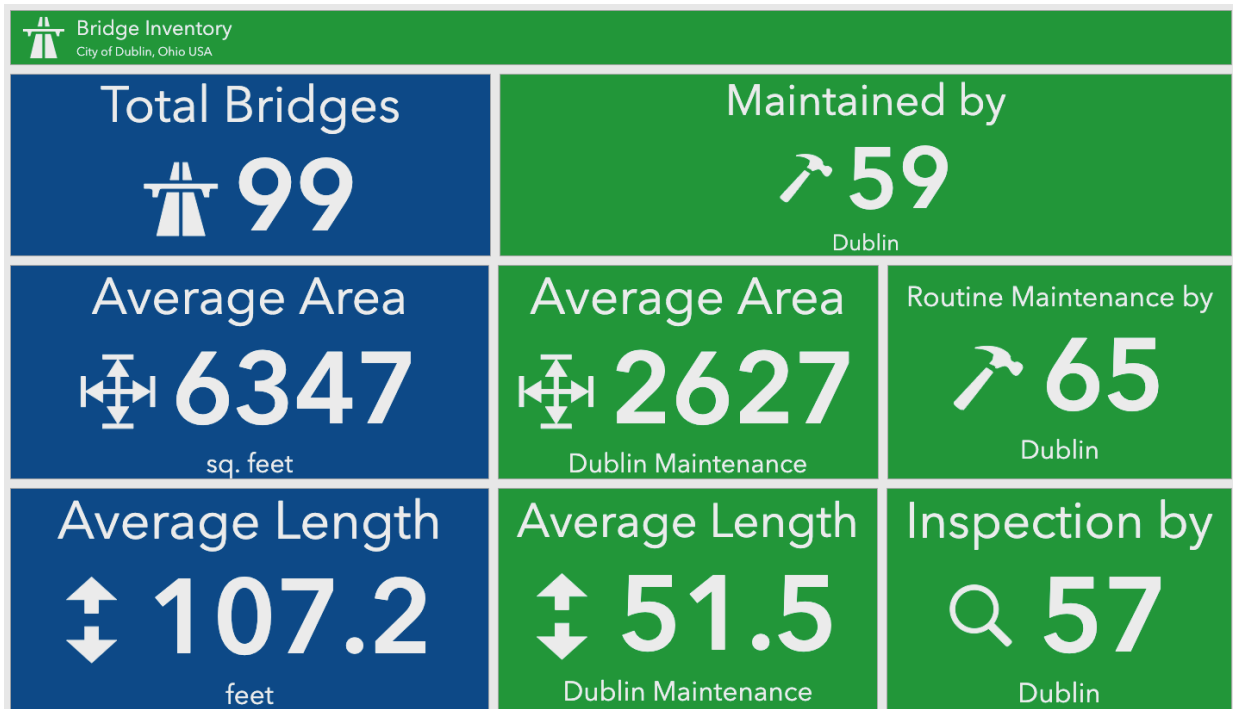 Bridge Inventory
City of Dublin, Ohio USA
Total Bridges
99
Maintained by
59
Dublin
Average Area
6347
sq. feet
Average Area
2627
Dublin Maintenance
Routine Maintenance by
65
Dublin
Average Length
107.2
feet
Average Length
51.5
Dublin Maintenance
Inspection by
57
Dublin